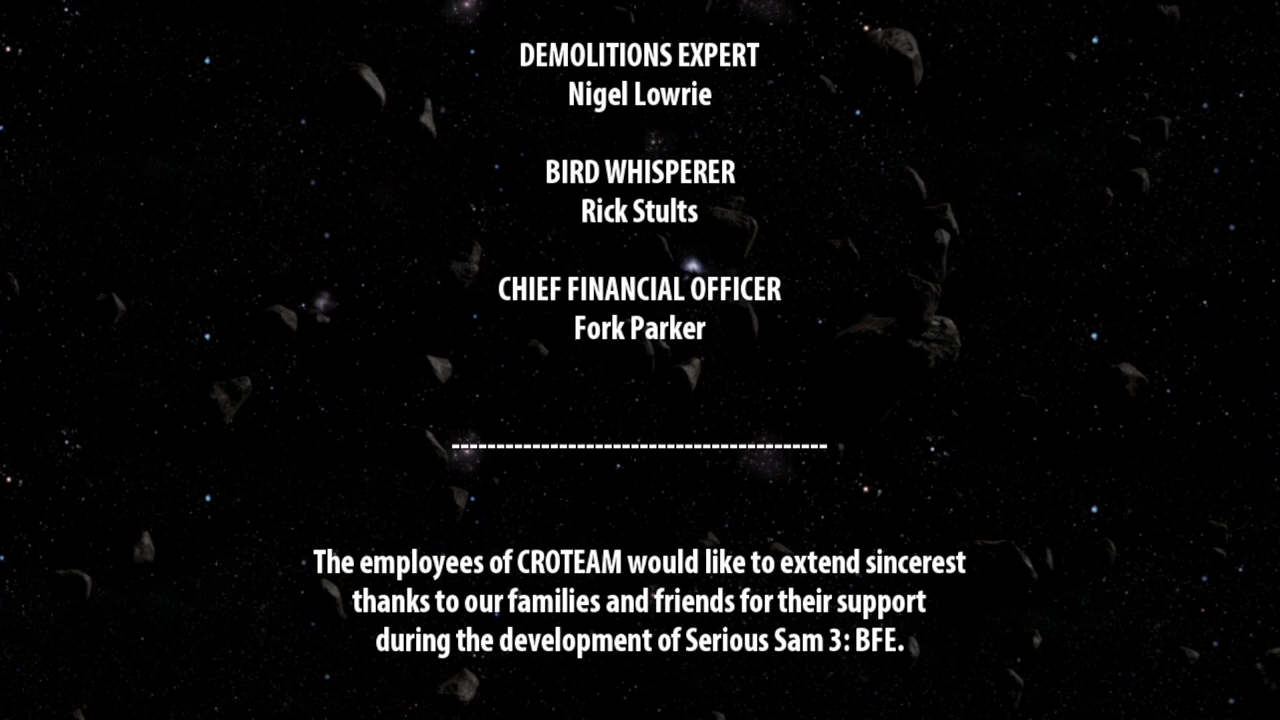 DEMOLITIONS EXPERT
Nigel Lowrie
BIRD WHISPERER
Rick Stults
CHIEF FINANCIAL OFFICER
Fork Parker
------------------------------------------
The employees of CROTEAM would like to extend sincerest
thanks to our families and friends for their support
during the development of Serious Sam 3: BFE.